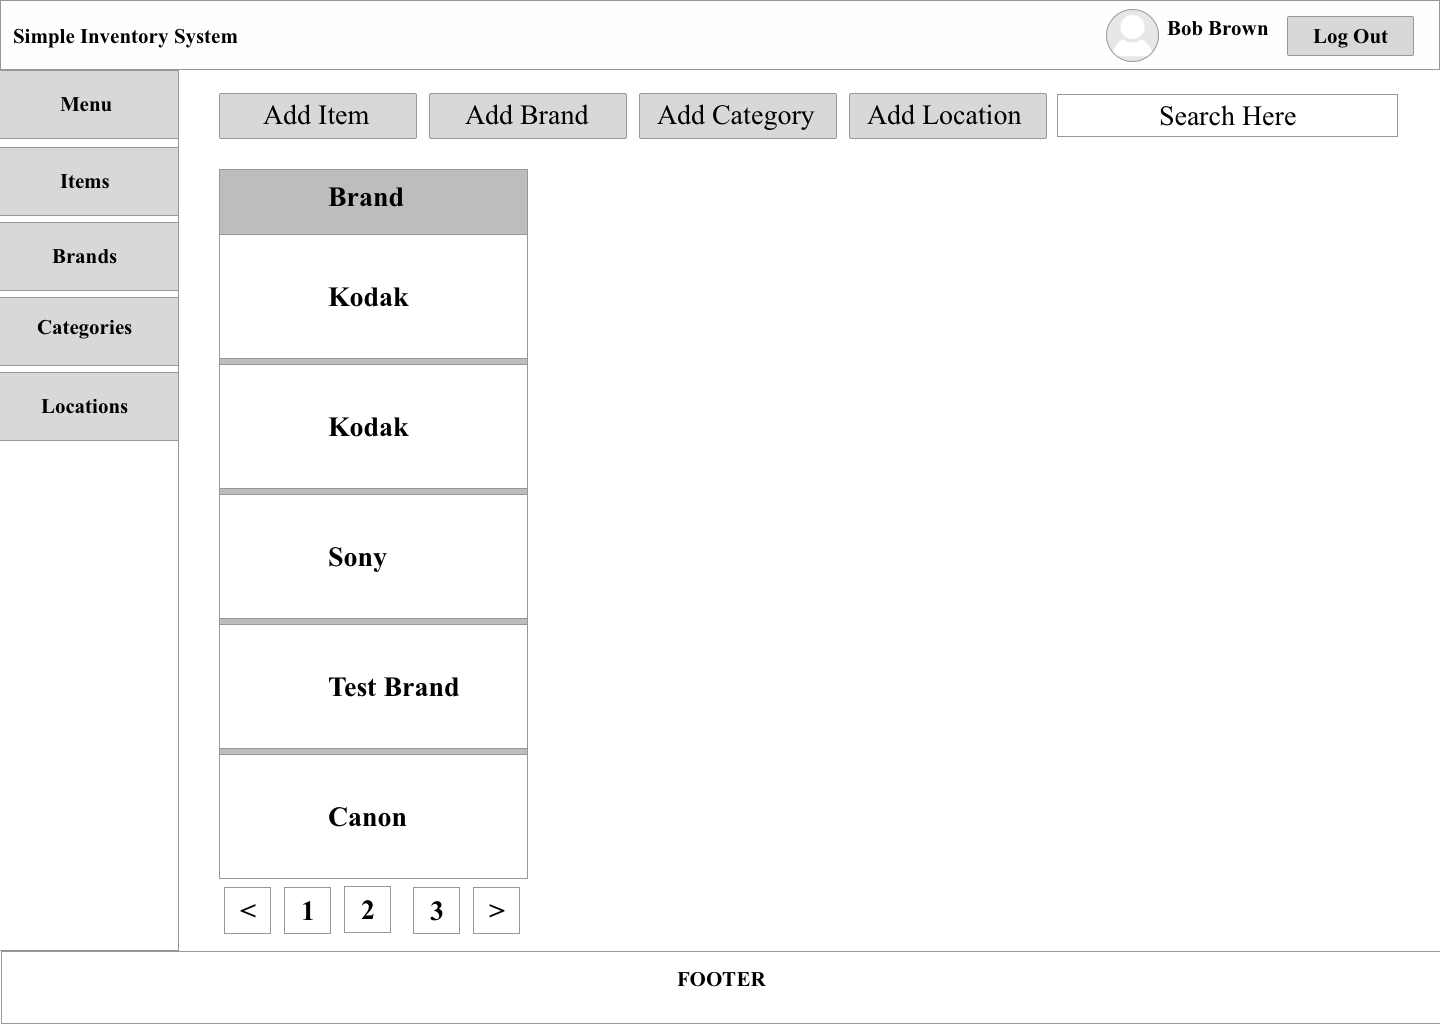 Simple Inventory System
Bob Brown
Log Out
Menu
Items
Brands
Categories
Locations
Add Item
Add Brand
Add Category
Add Location
Search Here
Brand
Kodak
Kodak
Sony
Test Brand
Canon
< 1 2 3 >
FOOTER